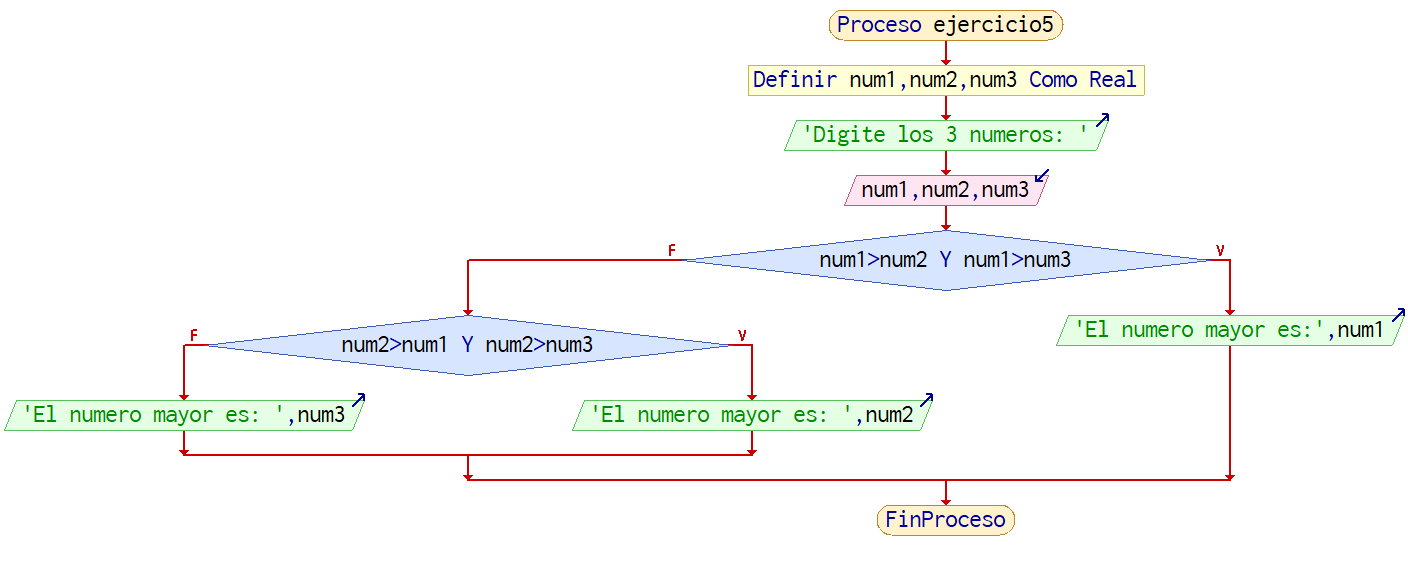 Proceso ejercicio5
Definir num1,num2,num3 Como Real
'Digite los 3 numeros: '
num1,num2,num3
F
num1>num2 Y num1>num3
V
'El numero mayor es:',num1
F
num2>num1 Y num2>num3
V
'El numero mayor es: ',num3
'El numero mayor es: ',num2
FinProceso